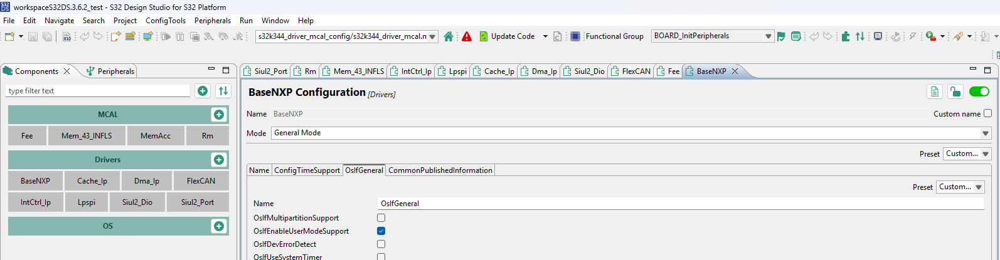 workspaceS32DS.3.6.2_test - S32 Design Studio for S32 Platform
File Edit Navigate Search Project ConfigTools Peripherals Run Window Help
s32k344_driver_mcal_config/s32k344_driver_mcal.m Update Code Functional Group BOARD_InitPeripherals
Components Peripherals
type filter text
MCAL
Fee Mem_43_INFLS MemAcc Rm
Drivers
BaseNXP Cache_Ip Dma_Ip FlexCAN
IntCtrl_Ip Lpspi Siul2_Dio Siul2_Port
OS
Siul2_Port Rm Mem_43_INFLS IntCtrl_Ip Lpspi Cache_Ip Dma_Ip Siul2_Dio FlexCAN Fee BaseNXP
BaseNXP Configuration [Drivers]
Name BaseNXP Custom name
Mode General Mode
Preset Custom...
Name ConfigTimeSupport OsIfGeneral CommonPublishedInformation
Preset Custom...
Name OsIfGeneral
OsIfMultipartitionSupport
OsIfEnableUserModeSupport
OsIfDevErrorDetect
OsIfUseSystemTimer